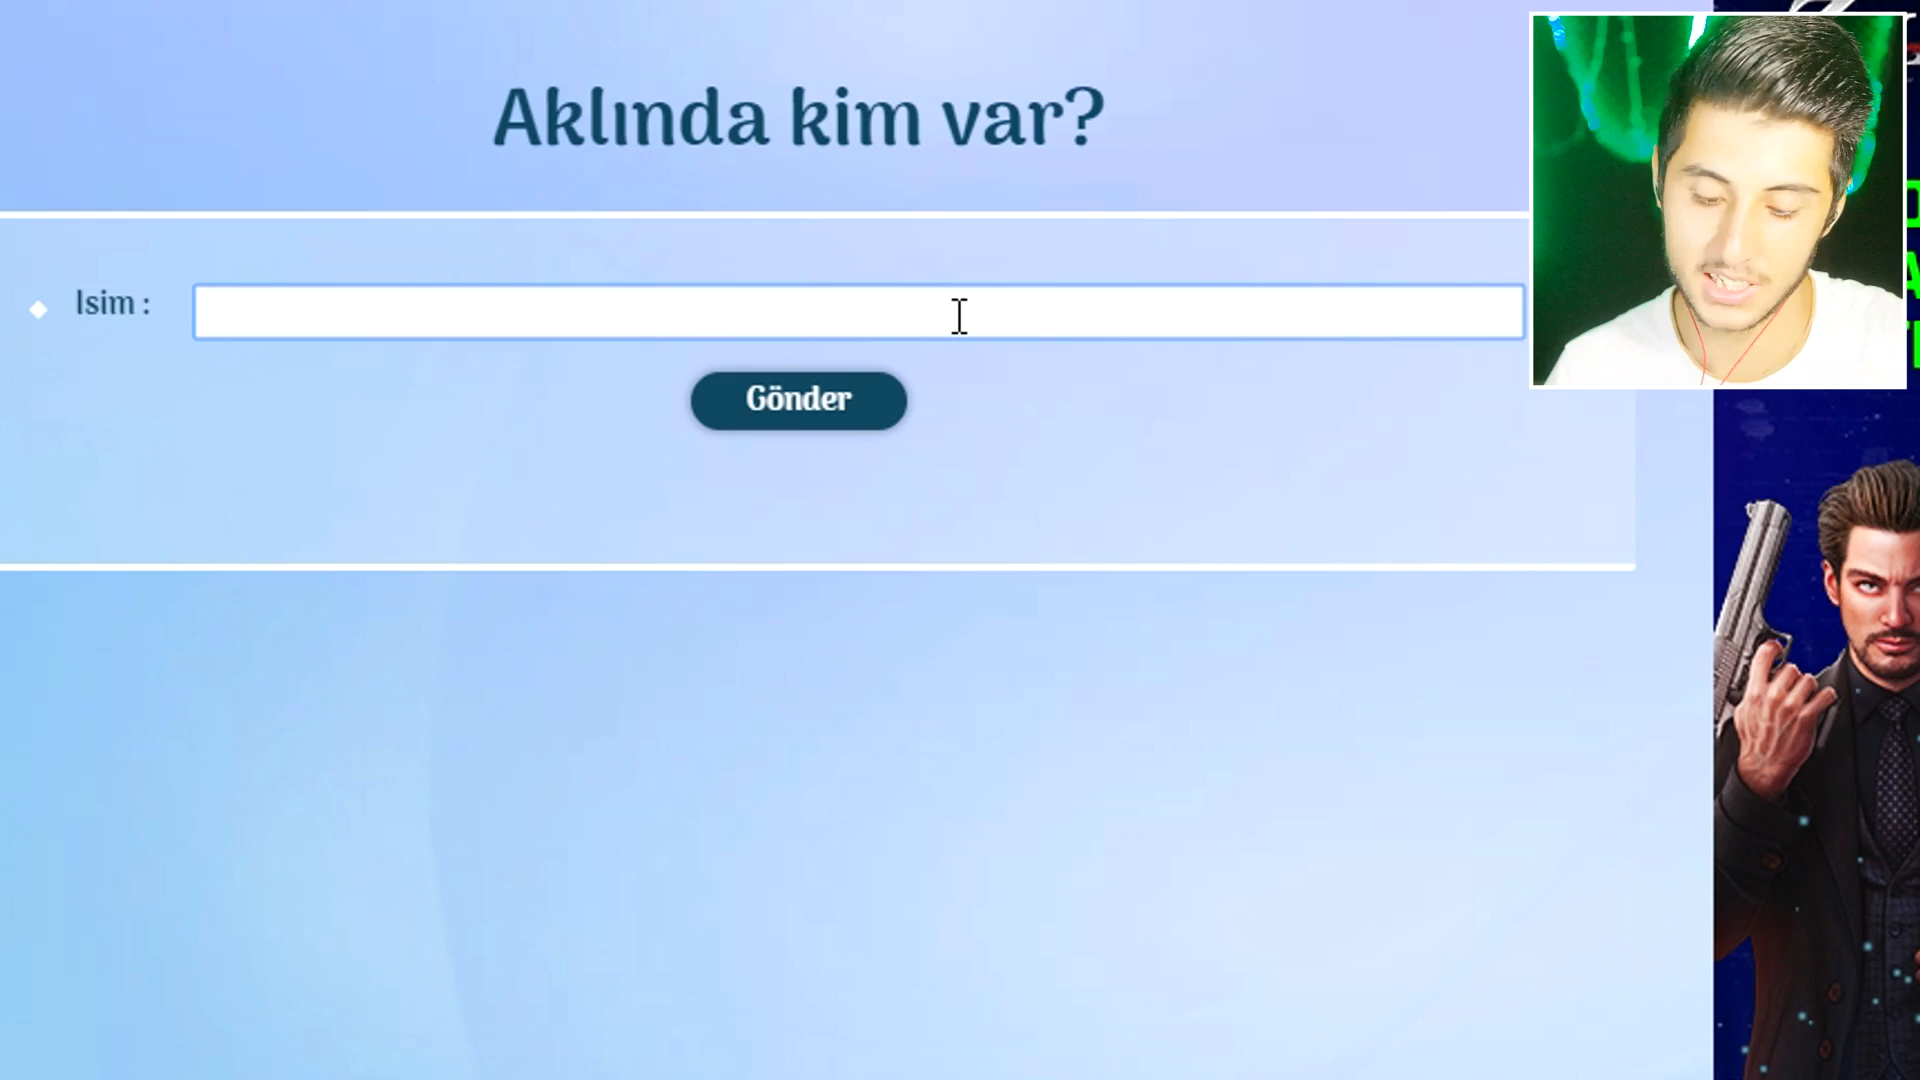 Aklında kim var?
Isim :
Gönder